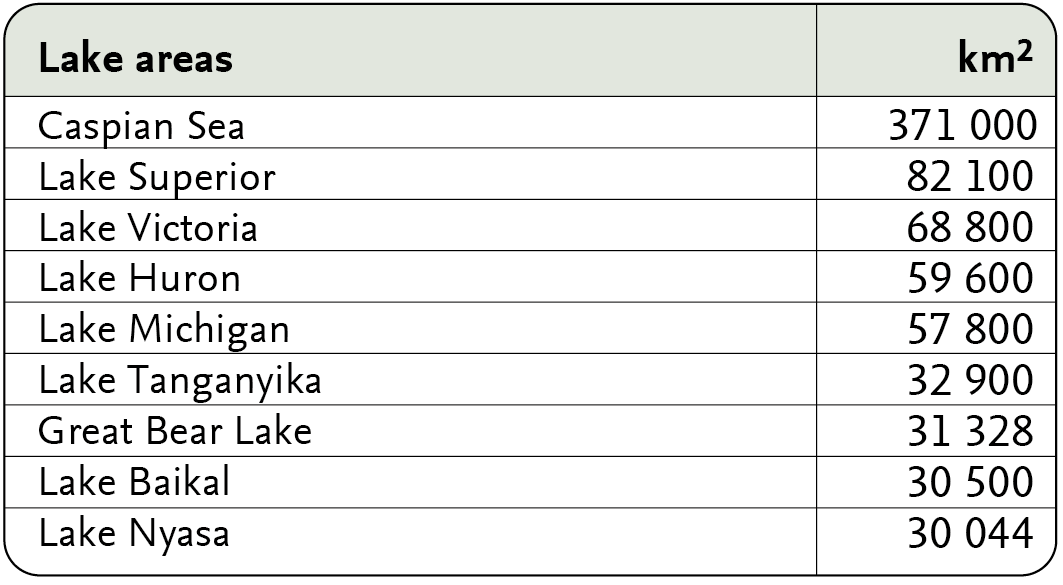 Lake areas km²
Caspian Sea 371 000
Lake Superior 82 100
Lake Victoria 68 800
Lake Huron 59 600
Lake Michigan 57 800
Lake Tanganyika 32 900
Great Bear Lake 31 328
Lake Baikal 30 500
Lake Nyasa 30 044